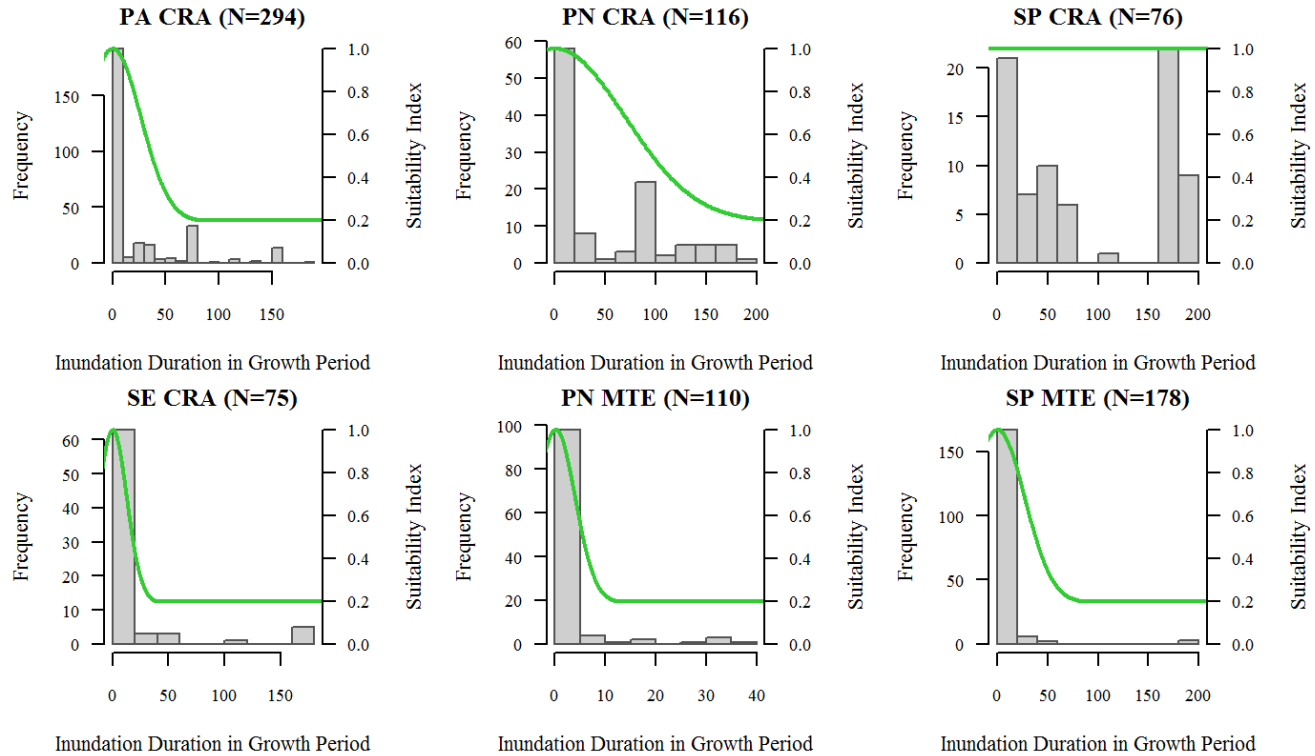 PA CRA (N=294)
PN CRA (N=116)
SP CRA (N=76)
Frequency
0 50 100 150
0.0 0.2 0.4 0.6 0.8 1.0
Suitability Index
0 50 100 150
Inundation Duration in Growth Period
Frequency
0 10 20 30 40 50 60
0.0 0.2 0.4 0.6 0.8 1.0
Suitability Index
0 50 100 150 200
Inundation Duration in Growth Period
Frequency
0 5 10 15 20
0.0 0.2 0.4 0.6 0.8 1.0
Suitability Index
0 50 100 150 200
Inundation Duration in Growth Period
SE CRA (N=75)
PN MTE (N=110)
SP MTE (N=178)
Frequency
0 10 20 30 40 50 60
0.0 0.2 0.4 0.6 0.8 1.0
Suitability Index
0 50 100 150
Inundation Duration in Growth Period
Frequency
0 20 40 60 80 100
0.0 0.2 0.4 0.6 0.8 1.0
Suitability Index
0 10 20 30 40
Inundation Duration in Growth Period
Frequency
0 50 100 150
0.0 0.2 0.4 0.6 0.8 1.0
Suitability Index
0 50 100 150 200
Inundation Duration in Growth Period